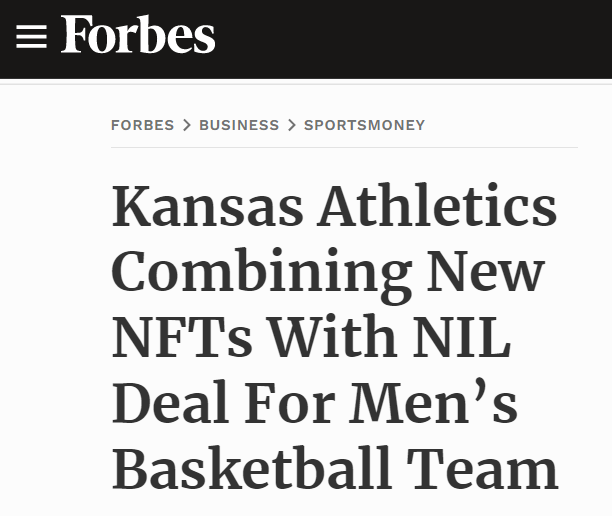 Forbes
FORBES > BUSINESS > SPORTSMONEY
Kansas Athletics
Combining New
NFTs With NIL
Deal For Men’s
Basketball Team